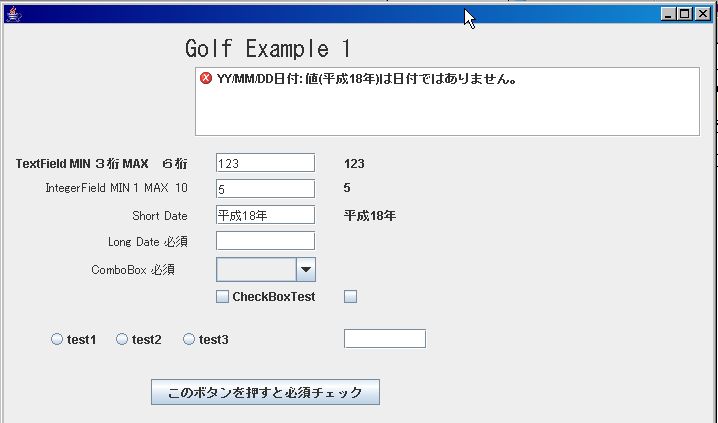 Golf Example 1
YY/MM/DD日付: 値(平成18年)は日付ではありません。
TextField MIN ３桁 MAX　６桁 123 123
IntegerField MIN 1 MAX 10 5 5
Short Date 平成18年 平成18年
Long Date 必須
ComboBox 必須
CheckBoxTest
test1 test2 test3
このボタンを押すと必須チェック